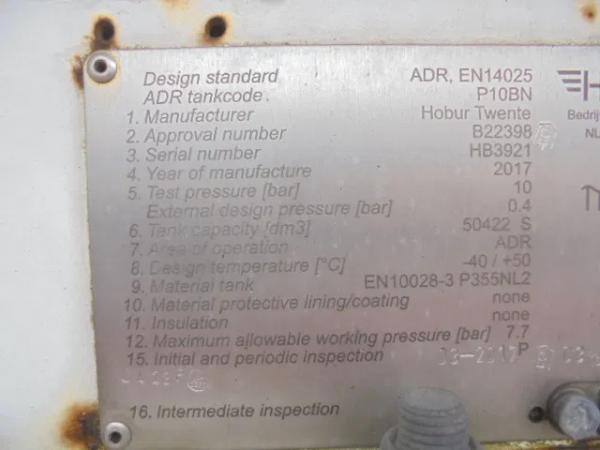 Design standard ADR, EN14025
ADR tankcode. P10BN
1. Manufacturer Hobur Twente
2. Approval number B22398
3. Serial number HB3921
4. Year of manufacture 2017
5. Test pressure [bar] 10
External design pressure [bar] 0.4
6. Tank capacity [dm3] 50422 S
7. Area of operation ADR
8. Design temperature [°C] -40 / +50
9. Material tank EN10028-3 P355NL2
10. Material protective lining/coating none
11. Insulation none
12. Maximum allowable working pressure [bar] 7.7
15. Initial and periodic inspection 03-2017 P
16. Intermediate inspection
H
Bedrij
NL